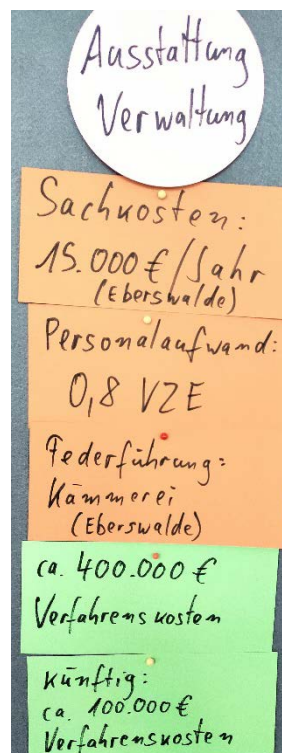 Ausstattung
Verwaltung
Sachkosten:
15.000 €/Jahr
(Eberswalde)
Personalaufwand:
0,8 VZE
Federführung:
Kämmerei
(Eberswalde)
ca. 400.000 €
Verfahrenskosten
künftig:
ca. 100.000 €
Verfahrenskosten